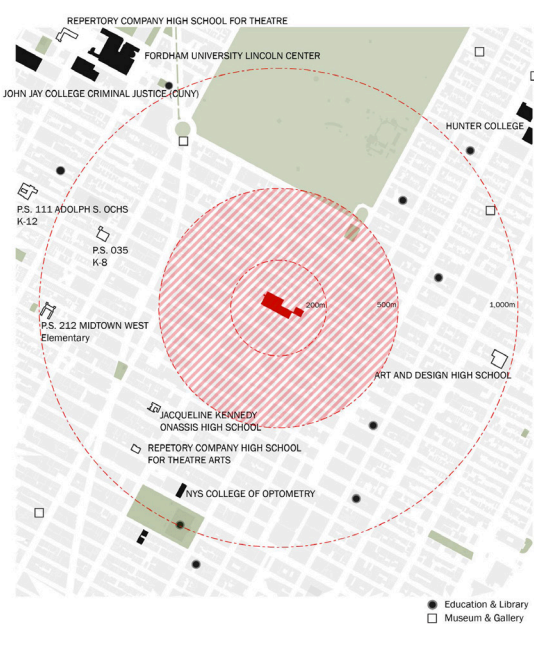 REPERTORY COMPANY HIGH SCHOOL FOR THEATRE
FORDHAM UNIVERSITY LINCOLN CENTER
JOHN JAY COLLEGE CRIMINAL JUSTICE (CUNY)
HUNTER COLLEGE
P.S. 111 ADOLPH S. OCHS
K-12
P.S. 035
K-8
200m
500m
1,000m
P.S. 212 MIDTOWN WEST
Elementary
ART AND DESIGN HIGH SCHOOL
JACQUELINE KENNEDY
ONASSIS HIGH SCHOOL
REPETORY COMPANY HIGH SCHOOL
FOR THEATRE ARTS
NYS COLLEGE OF OPTOMETRY
Education & Library
Museum & Gallery